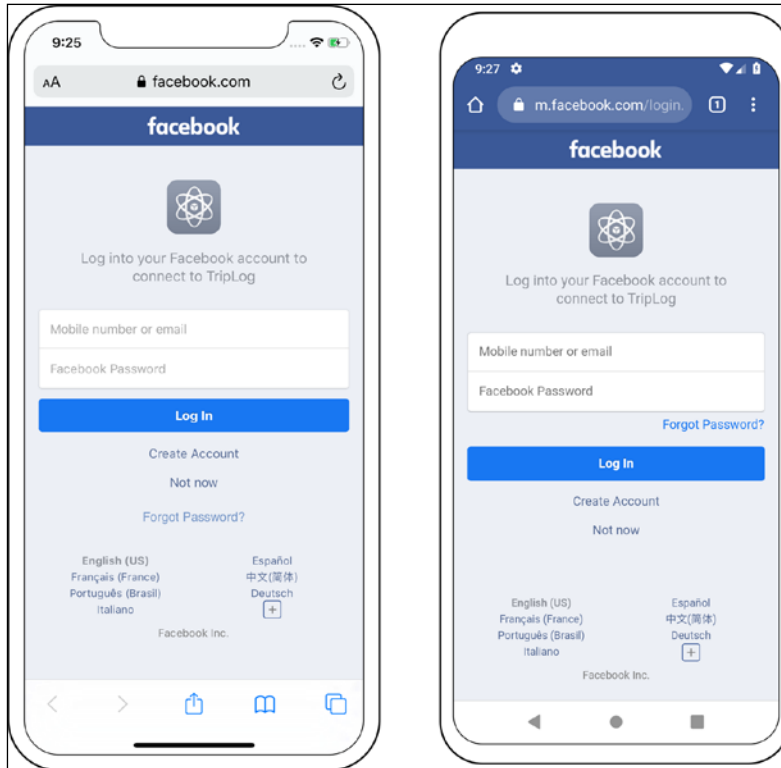 9:25
AA facebook.com
facebook
Log into your Facebook account to
connect to TripLog
Mobile number or email
Facebook Password
Log In
Create Account
Not now
Forgot Password?
English (US) Español
Français (France) 中文(简体)
Português (Brasil) Deutsch
Italiano +
Facebook Inc.
9:27
m.facebook.com/login. 1
facebook
Log into your Facebook account to
connect to TripLog
Mobile number or email
Facebook Password
Forgot Password?
Log In
Create Account
Not now
English (US) Español
Français (France) 中文(简体)
Português (Brasil) Deutsch
Italiano +
Facebook Inc.